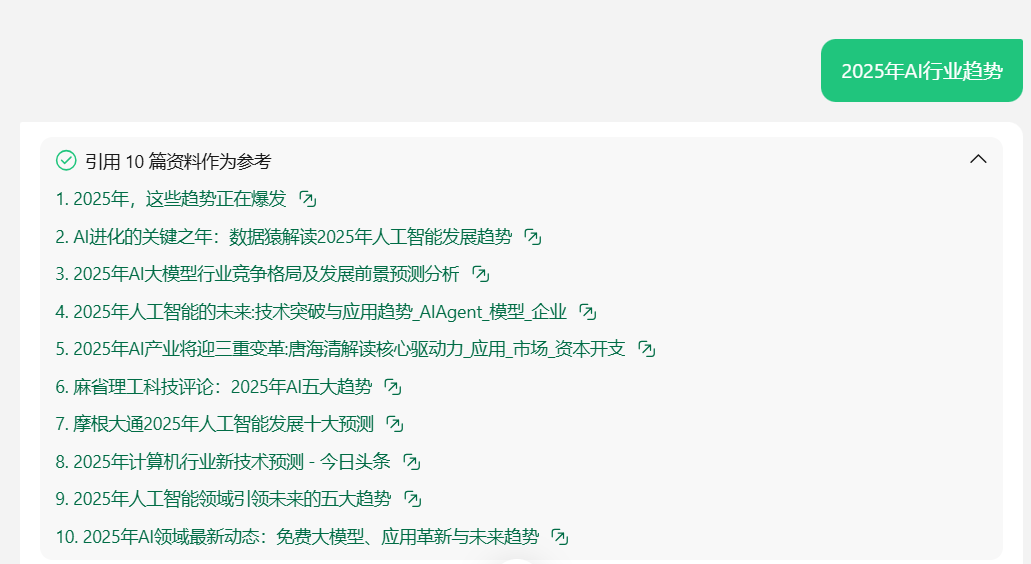 2025年AI行业趋势
引用 10 篇资料作为参考
1. 2025年，这些趋势正在爆发
2. AI进化的关键之年：数据猿解读2025年人工智能发展趋势
3. 2025年AI大模型行业竞争格局及发展前景预测分析
4. 2025年人工智能的未来:技术突破与应用趋势_AIAgent_模型_企业
5. 2025年AI产业将迎三重变革:唐海清解读核心驱动力_应用_市场_资本开支
6. 麻省理工科技评论：2025年AI五大趋势
7. 摩根大通2025年人工智能发展十大预测
8. 2025年计算机行业新技术预测 - 今日头条
9. 2025年人工智能领域引领未来的五大趋势
10. 2025年AI领域最新动态：免费大模型、应用革新与未来趋势